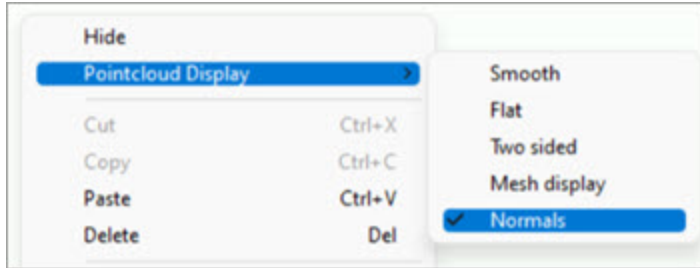 Hide
Pointcloud Display
Cut Ctrl+X
Copy Ctrl+C
Paste Ctrl+V
Delete Del
Smooth
Flat
Two sided
Mesh display
Normals